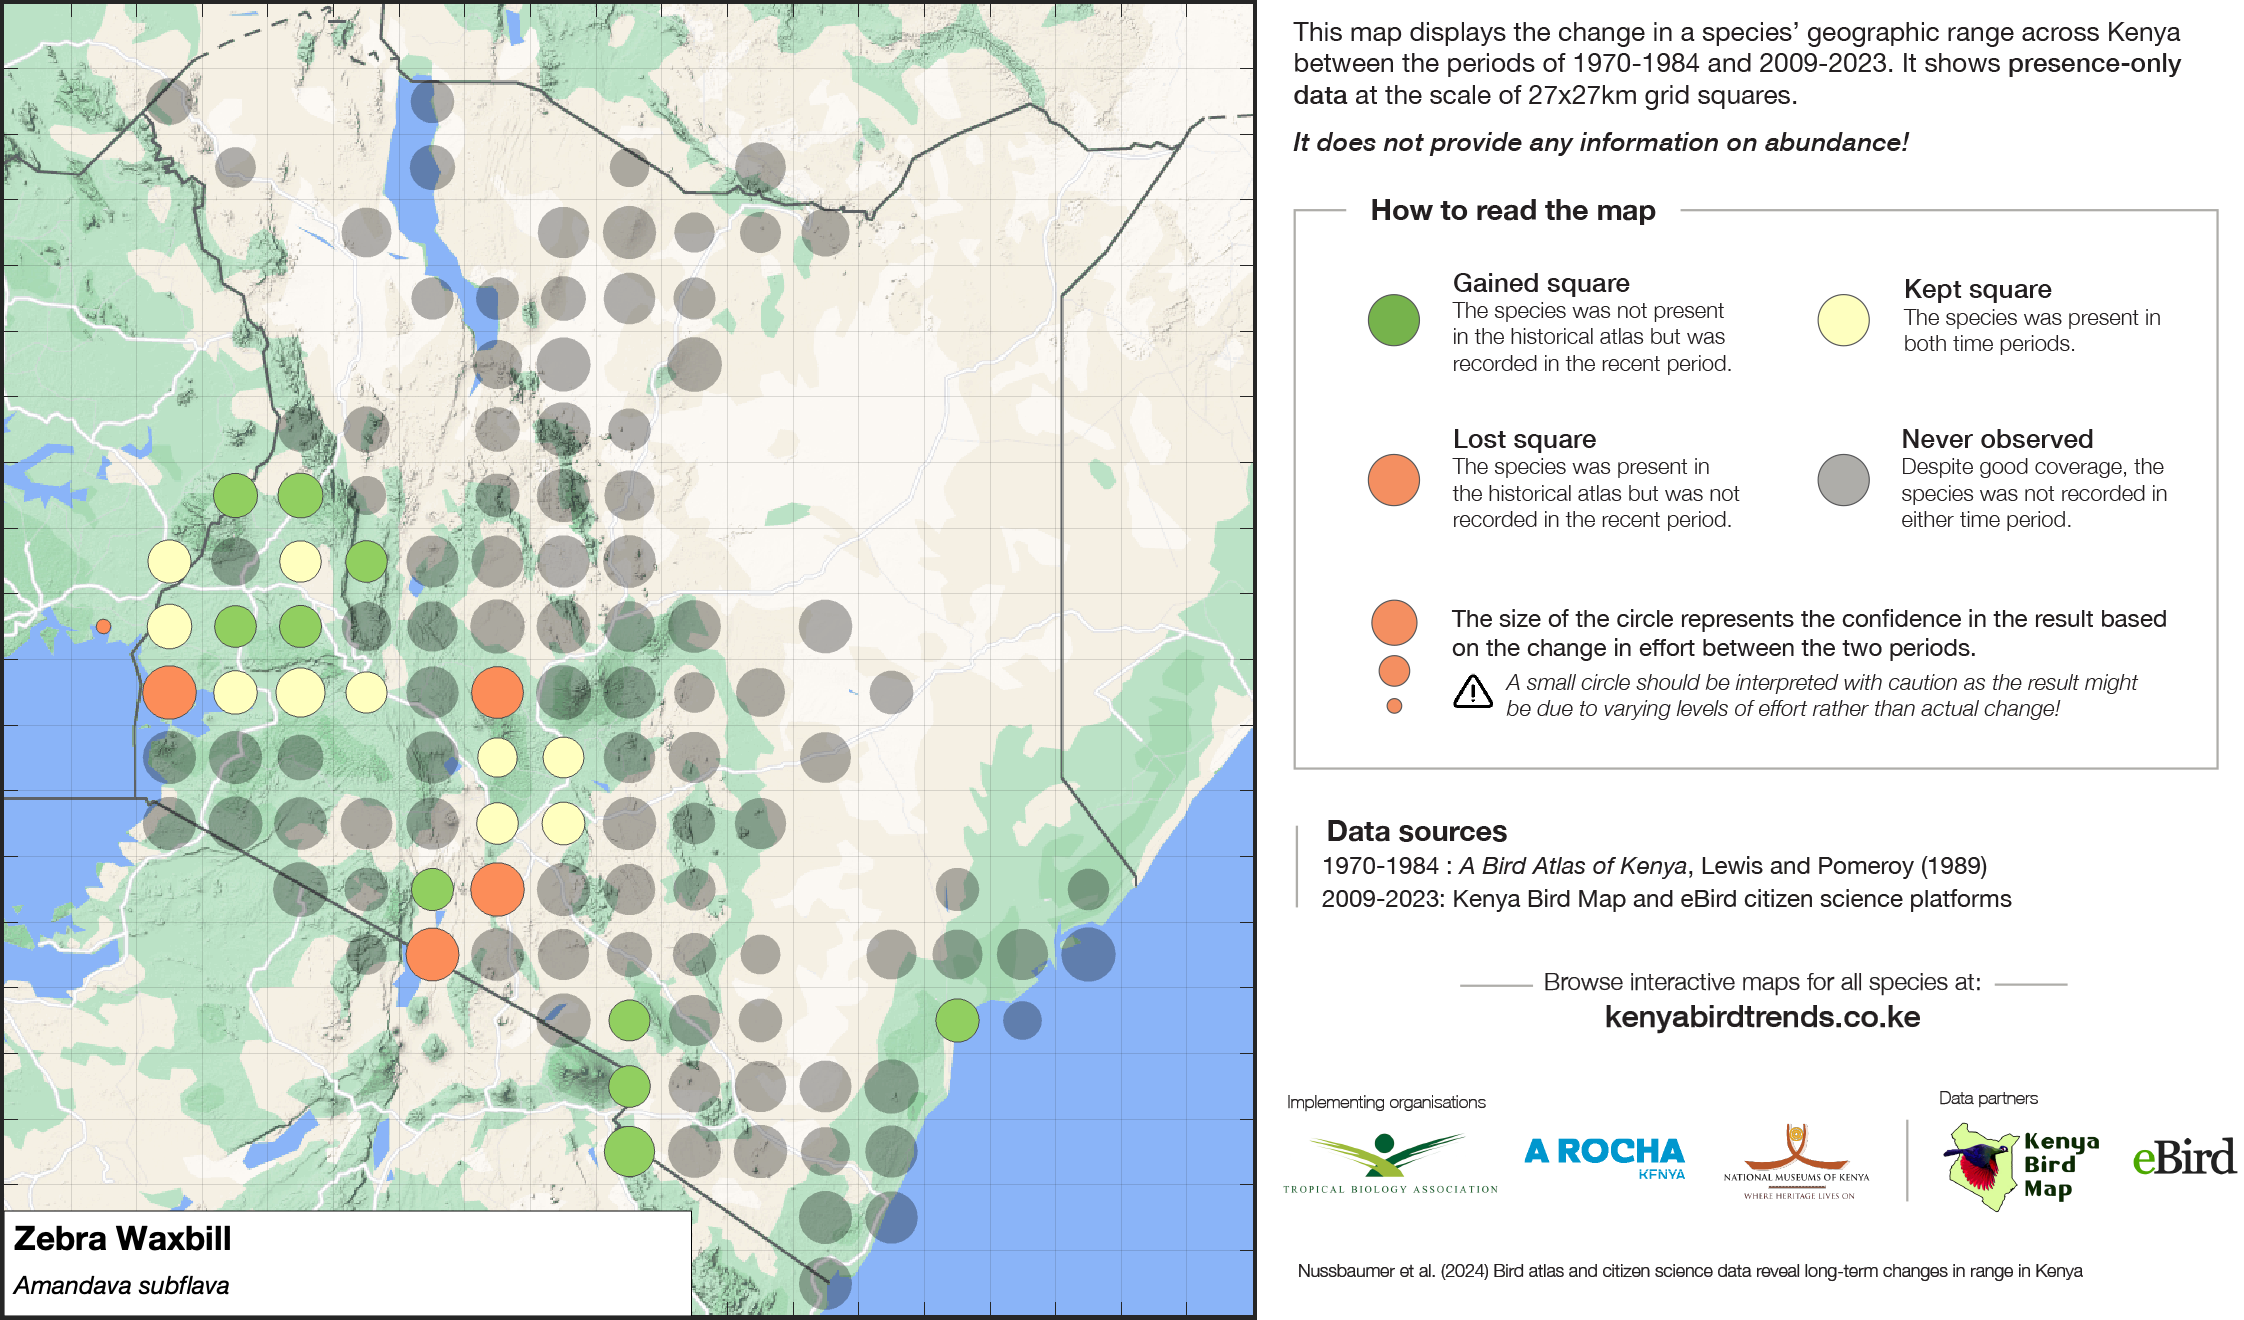 This map displays the change in a species’ geographic range across Kenya
between the periods of 1970-1984 and 2009-2023. It shows presence-only
data at the scale of 27x27km grid squares.
It does not provide any information on abundance!
How to read the map
Gained square
The species was not present
in the historical atlas but was
recorded in the recent period.
Kept square
The species was present in
both time periods.
Lost square
The species was present in
the historical atlas but was not
recorded in the recent period.
Never observed
Despite good coverage, the
species was not recorded in
either time period.
The size of the circle represents the confidence in the result based
on the change in effort between the two periods.
A small circle should be interpreted with caution as the result might
be due to varying levels of effort rather than actual change!
Data sources
1970-1984 : A Bird Atlas of Kenya, Lewis and Pomeroy (1989)
2009-2023: Kenya Bird Map and eBird citizen science platforms
Browse interactive maps for all species at:
kenyabirdtrends.co.ke
Implementing organisations
Data partners
TROPICAL BIOLOGY ASSOCIATION
A ROCHA
KENYA
NATIONAL MUSEUMS OF KENYA
WHERE HERITAGE LIVES ON
Kenya
Bird
Map
eBird
Zebra Waxbill
Amandava subflava
Nussbaumer et al. (2024) Bird atlas and citizen science data reveal long-term changes in range in Kenya